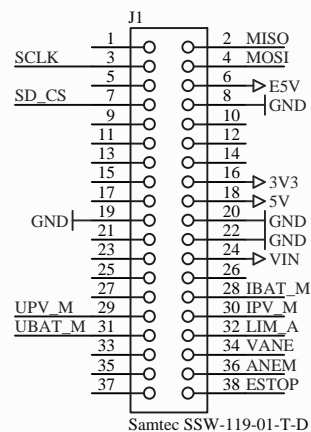 J1
1 2 MISO
SCLK 3 4 MOSI
5 6 E5V
SD_CS 7 8 GND
9 10
11 12
13 14
15 16 3V3
17 18 5V
GND 19 20 GND
21 22 GND
23 24 VIN
25 26
27 28 IBAT_M
UPV_M 29 30 IPV_M
UBAT_M 31 32 LIM_A
33 34 VANE
35 36 ANEM
37 38 ESTOP
Samtec SSW-119-01-T-D